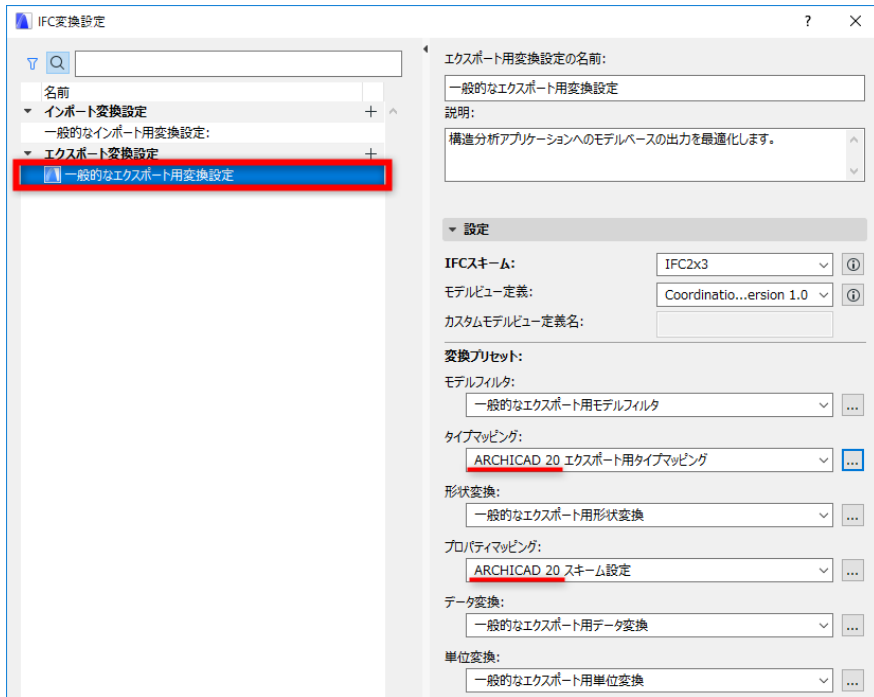 IFC変換設定
名前
インポート変換設定
一般的なインポート用変換設定:
エクスポート変換設定
一般的なエクスポート用変換設定
エクスポート用変換設定の名前:
一般的なエクスポート用変換設定
説明:
構造分析アプリケーションへのモデルベースの出力を最適化します。
設定
IFCスキーム:
IFC2x3
モデルビュー定義:
Coordinatio...ersion 1.0
カスタムモデルビュー定義名:
変換プリセット:
モデルフィルタ:
一般的なエクスポート用モデルフィルタ
...
タイプマッピング:
ARCHICAD 20 エクスポート用タイプマッピング
...
形状変換:
一般的なエクスポート用形状変換
...
プロパティマッピング:
ARCHICAD 20 スキーム設定
...
データ変換:
一般的なエクスポート用データ変換
...
単位変換:
一般的なエクスポート用単位変換
...